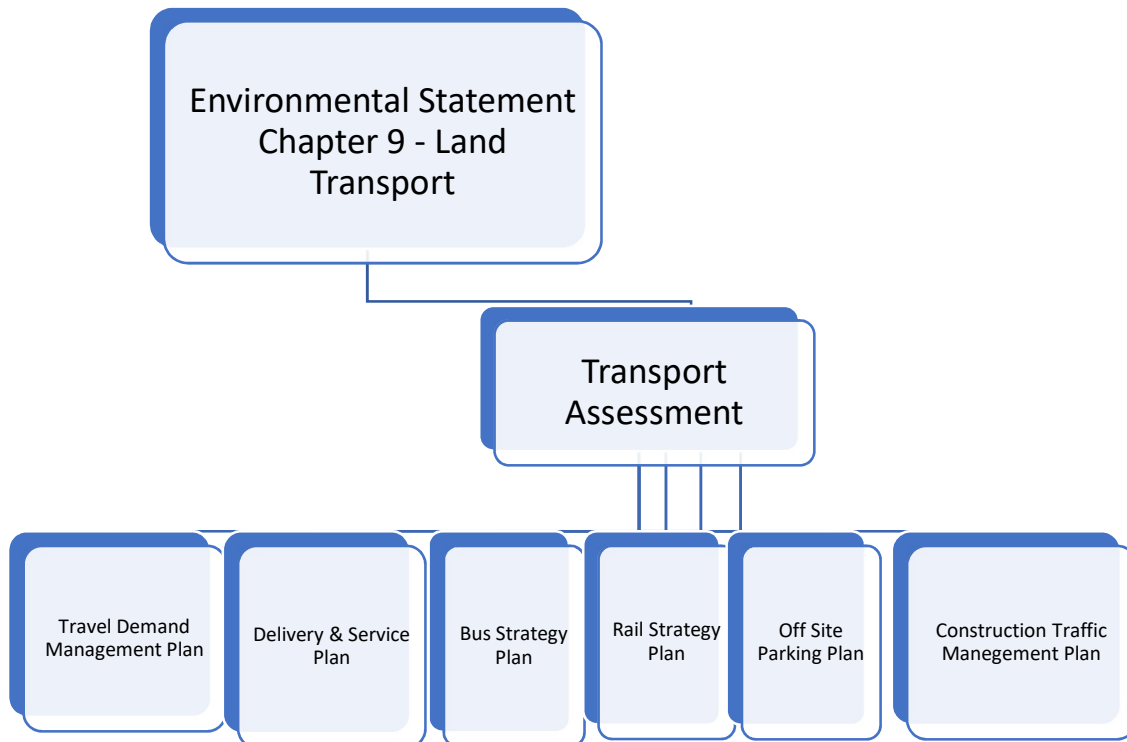 Environmental Statement
Chapter 9 - Land
Transport
Transport
Assessment
Travel Demand
Management Plan
Delivery & Service
Plan
Bus Strategy
Plan
Rail Strategy
Plan
Off Site
Parking Plan
Construction Traffic
Manegement Plan